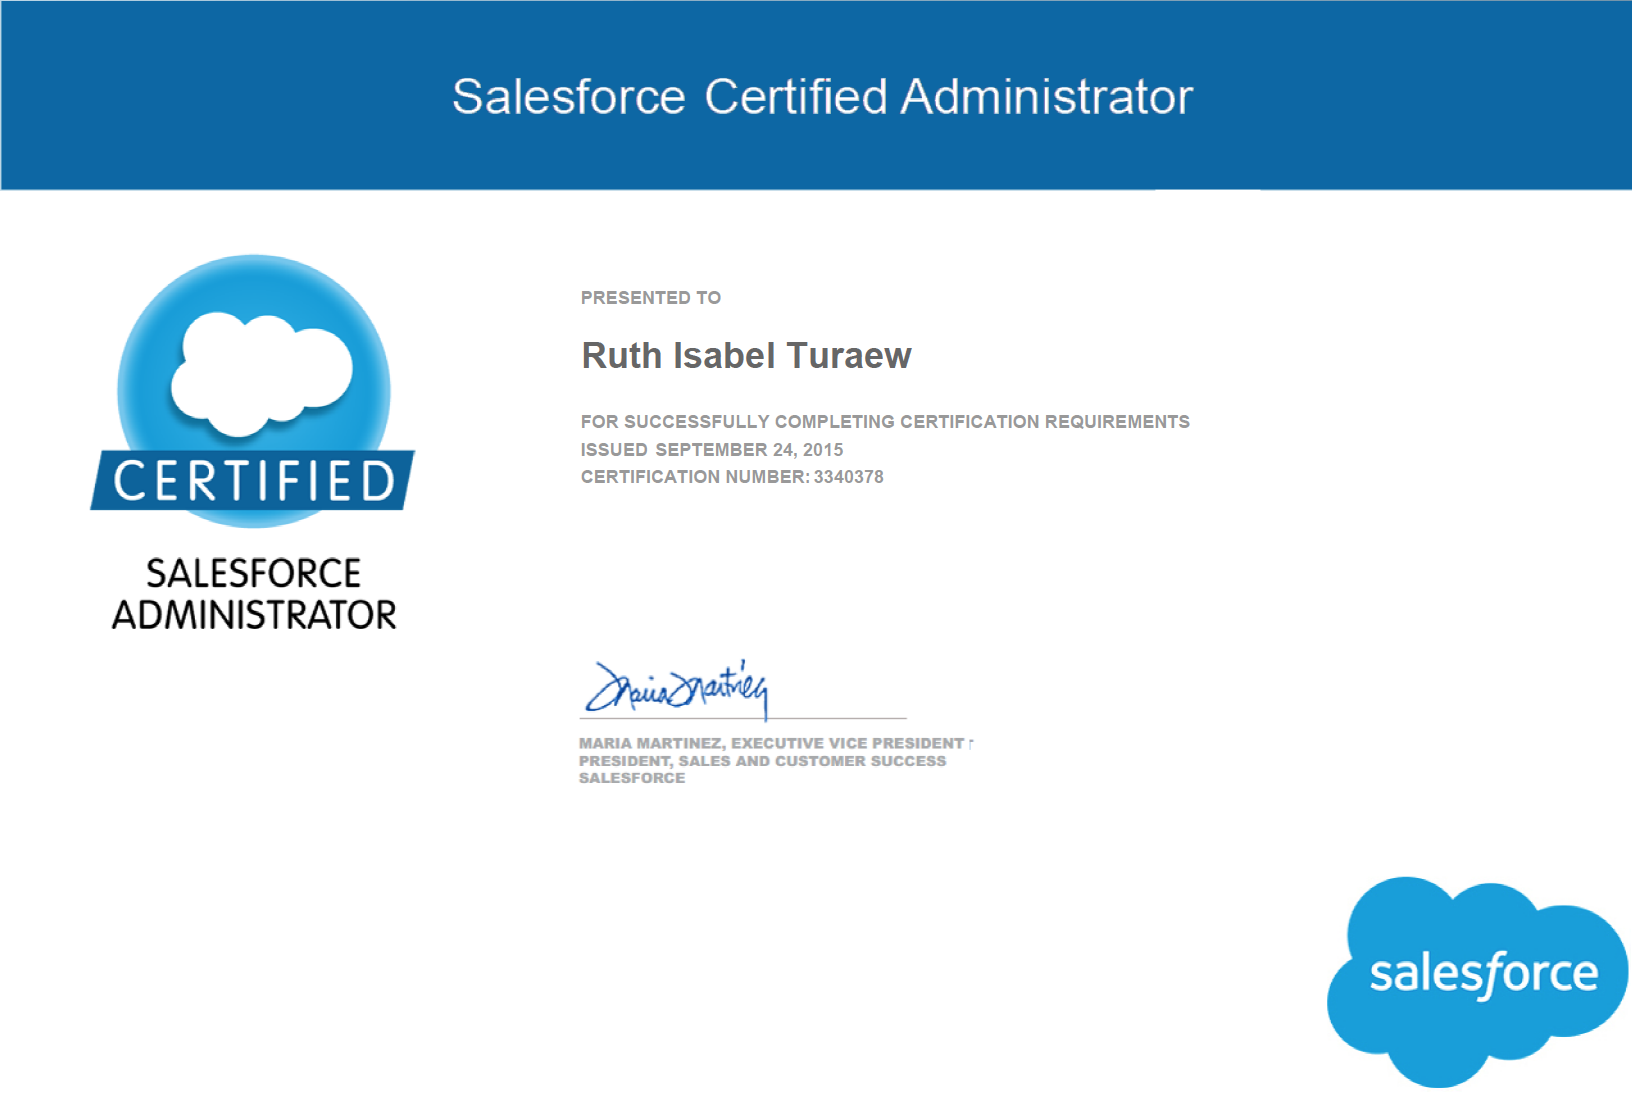 Salesforce Certified Administrator
CERTIFIED
SALESFORCE
ADMINISTRATOR
PRESENTED TO
Ruth Isabel Turaew
FOR SUCCESSFULLY COMPLETING CERTIFICATION REQUIREMENTS
ISSUED SEPTEMBER 24, 2015
CERTIFICATION NUMBER: 3340378
Maria Martinez
MARIA MARTINEZ, EXECUTIVE VICE PRESIDENT
PRESIDENT, SALES AND CUSTOMER SUCCESS
SALESFORCE
salesforce